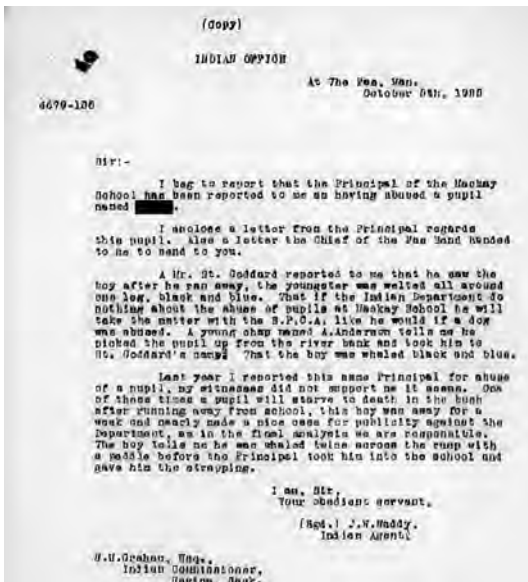 (Copy)
INDIAN OFFICE
At The Pas, Man.
October 8th, 19
4679-106
Sir:-
I beg to report that the Principal of the Mackay
School has been reported to me as having abused a pupil
named .
I enclose a letter from the Principal regards
this pupil. Also a letter the Chief of the Pas Band handed
to me to send to you.
A Mr. St. Goddard reported to me that he saw the
boy after he ran away, the youngster was welted all around
one leg, black and blue. That if the Indian Department do
nothing about the abuse of pupils at Mackay School he will
take the matter with the S.P.C.A. like he would if a dog
was abused. A young chap named A.Anderson tells me he
picked the pupil up from the river bank and took him to
St. Goddard's camp. That the boy was whaled black and blue.
Last year I reported this same Principal for abuse
of a pupil, my witnesses did not support me it seems. One
of these times a pupil will starve to death in the bush
after running away from school, this boy was away for a
week and nearly made a nice case for publicity against the
Department, as in the final analysis we are responsible.
The boy tells me he was whaled twice across the rump with
a paddle before the Principal took him into the school and
gave him the strapping.
I am, Sir,
Your obedient servant,
(Sgd.) J.W.Waddy,
Indian Agent.
W.M.Graham, Esq.,
Indian Commissioner,
Regina, Sask.